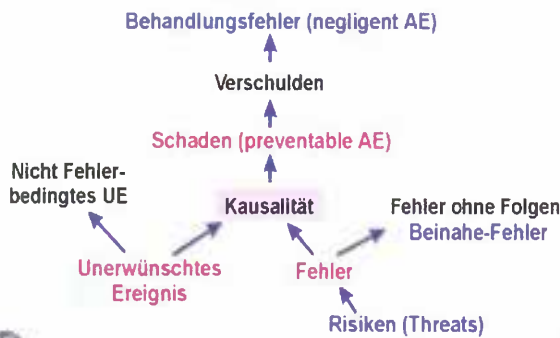 Behandlungsfehler (negligent AE)
Verschulden
Schaden (preventable AE)
Nicht Fehler-
bedingtes UE
Kausalität
Fehler ohne Folgen
Beinahe-Fehler
Unerwünschtes
Ereignis
Fehler
Risiken (Threats)